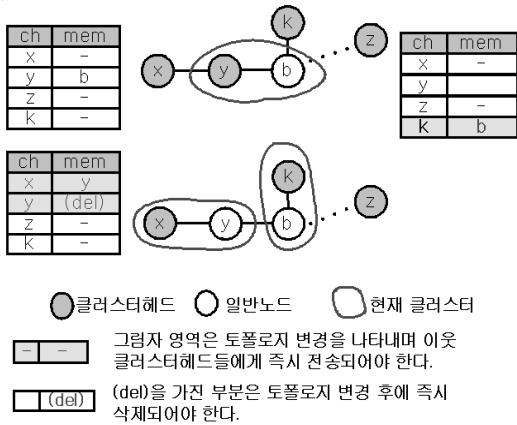 ch mem
x -
y b
z -
k -
x
y
b
k
z
ch mem
x -
y
z -
k b
ch mem
x y
y (del)
z -
k -
x
y
b
k
z
클러스터헤드 일반노드 현재 클러스터
- -
그림자 영역은 토폴로지 변경을 나타내며 이웃
클러스터헤드들에게 즉시 전송되어야 한다.
(del)
(del)을 가진 부분은 토폴로지 변경 후에 즉시
삭제되어야 한다.